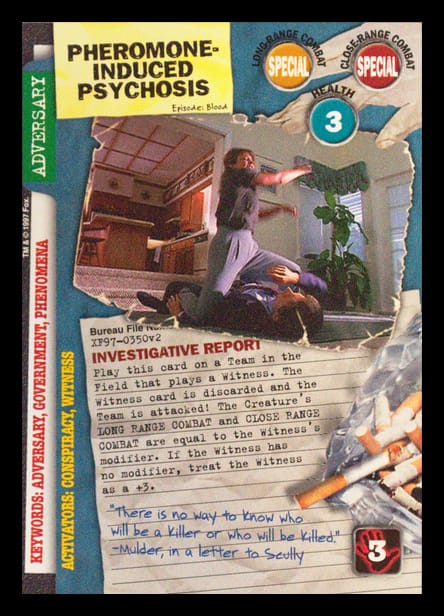 PHEROMONE-
INDUCED
PSYCHOSIS
Episode: Blood
LONG-RANGE COMBAT
SPECIAL
CLOSE-RANGE COMBAT
SPECIAL
HEALTH
3
ADVERSARY
TM & © 1997 Fox.
KEYWORDS: ADVERSARY, GOVERNMENT, PHENOMENA
ACTIVATORS: CONSPIRACY, WITNESS
Bureau File
XF97-0350v2
INVESTIGATIVE REPORT
Play this card on a Team in the
Field that plays a Witness. The
Witness card is discarded and the
Team is attacked! The Creature's
LONG RANGE COMBAT and CLOSE RANGE
COMBAT are equal to the Witness's
modifier. If the Witness has
no modifier, treat the Witness
as a +3.
"There is no way to know who
will be a killer or who will be killed."
-Mulder, in a letter to Scully
3